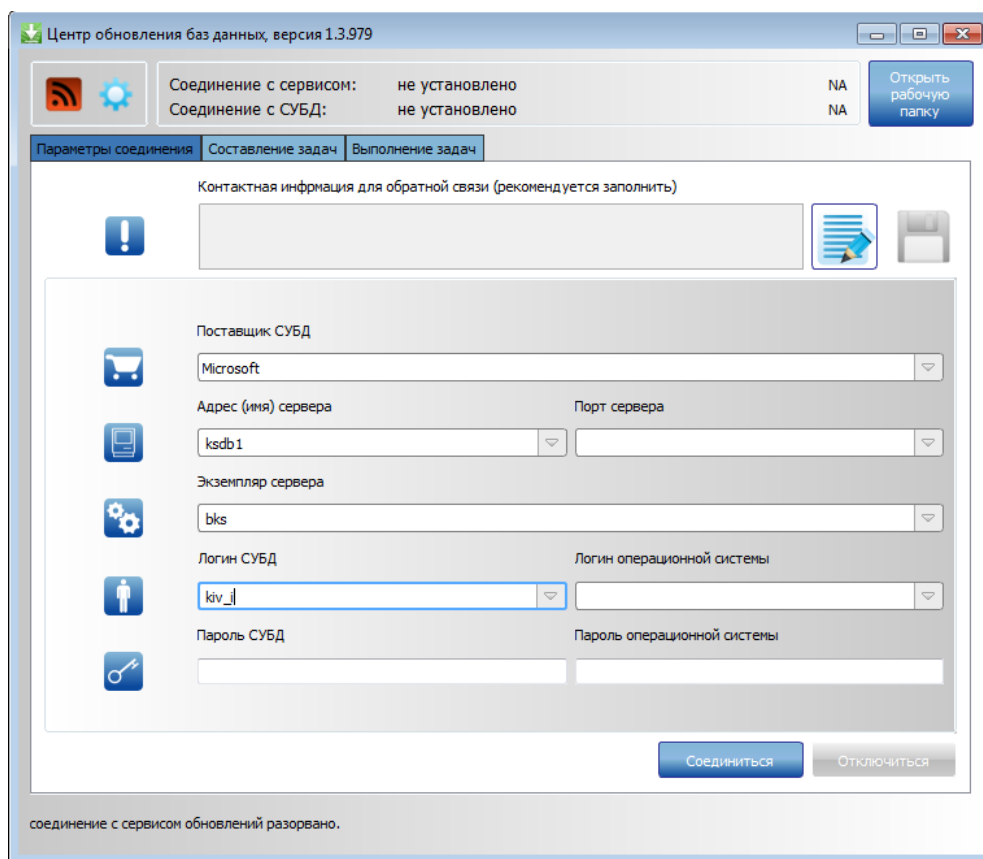 Центр обновления баз данных, версия 1.3.979
Соединение с сервисом: не установлено NA
Соединение с СУБД: не установлено NA
Открыть
рабочую
папку
Параметры соединения Составление задач Выполнение задач
Контактная инфрмация для обратной связи (рекомендуется заполнить)
Поставщик СУБД
Microsoft
Адрес (имя) сервера Порт сервера
ksdb1
Экземпляр сервера
bks
Логин СУБД Логин операционной системы
kiv_i
Пароль СУБД Пароль операционной системы
Соединиться Отключиться
соединение с сервисом обновлений разорвано.